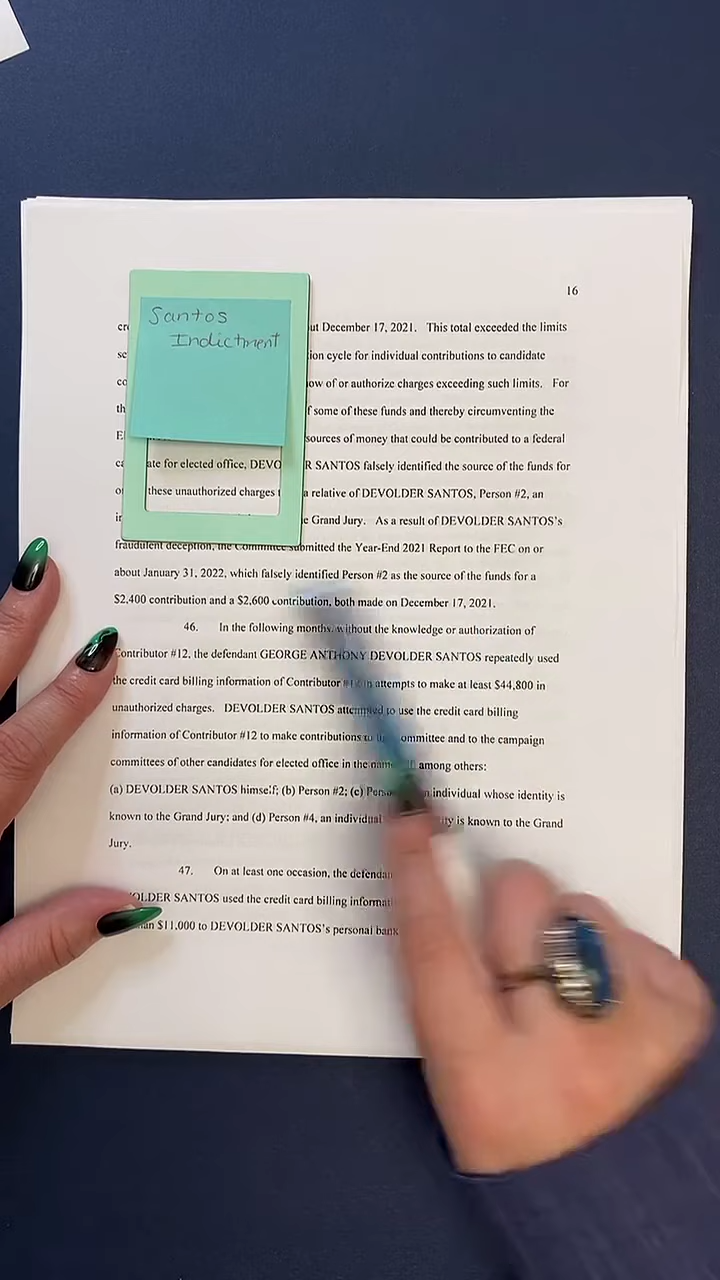 16
Santos
Indictment
ut December 17, 2021. This total exceeded the limits
ion cycle for individual contributions to candidate
ow of or authorize charges exceeding such limits. For
th f some of these funds and thereby circumventing the
sources of money that could be contributed to a federal
ate for elected office, DEVO R SANTOS falsely identified the source of the funds for
these unauthorized charges t a relative of DEVOLDER SANTOS, Person #2, an
e Grand Jury. As a result of DEVOLDER SANTOS's
fraudulent deception, the Committee submitted the Year-End 2021 Report to the FEC on or
about January 31, 2022, which falsely identified Person #2 as the source of the funds for a
$2,400 contribution and a $2,600 contribution, both made on December 17, 2021.
46. In the following months, without the knowledge or authorization of
Contributor #12, the defendant GEORGE ANTHONY DEVOLDER SANTOS repeatedly used
the credit card billing information of Contributor in attempts to make at least $44,800 in
unauthorized charges. DEVOLDER SANTOS attempted to use the credit card billing
information of Contributor #12 to make contributions to ommittee and to the campaign
committees of other candidates for elected office in the among others:
(a) DEVOLDER SANTOS himself; (b) Person #2; (c) individual whose identity is
known to the Grand Jury; and (d) Person #4, an individual ity is known to the Grand
Jury.
47. On at least one occasion, the defendan
OLDER SANTOS used the credit card billing informat
an $11,000 to DEVOLDER SANTOS's personal bank